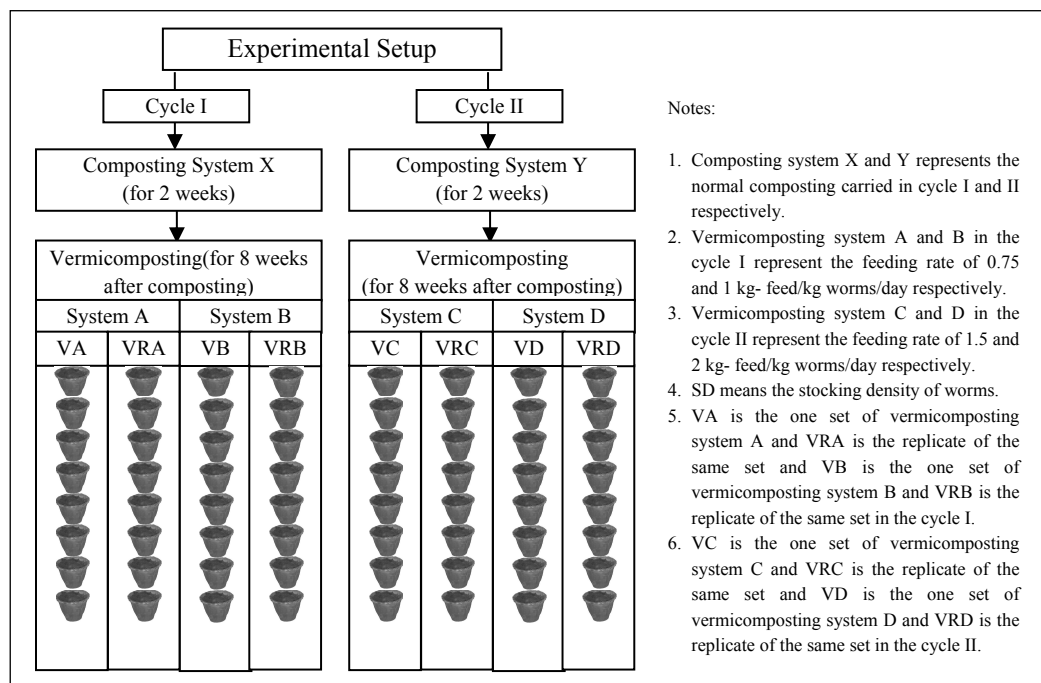 Experimental Setup
Cycle I
Cycle II
Composting System X
(for 2 weeks)
Composting System Y
(for 2 weeks)
Vermicomposting(for 8 weeks
after composting)
Vermicomposting
(for 8 weeks after composting)
System A
System B
System C
System D
VA
VRA
VB
VRB
VC
VRC
VD
VRD
Notes:
1. Composting system X and Y represents the
normal composting carried in cycle I and II
respectively.
2. Vermicomposting system A and B in the
cycle I represent the feeding rate of 0.75
and 1 kg- feed/kg worms/day respectively.
3. Vermicomposting system C and D in the
cycle II represent the feeding rate of 1.5 and
2 kg- feed/kg worms/day respectively.
4. SD means the stocking density of worms.
5. VA is the one set of vermicomposting
system A and VRA is the replicate of the
same set and VB is the one set of
vermicomposting system B and VRB is the
replicate of the same set in the cycle I.
6. VC is the one set of vermicomposting
system C and VRC is the replicate of the
same set and VD is the one set of
vermicomposting system D and VRD is the
replicate of the same set in the cycle II.